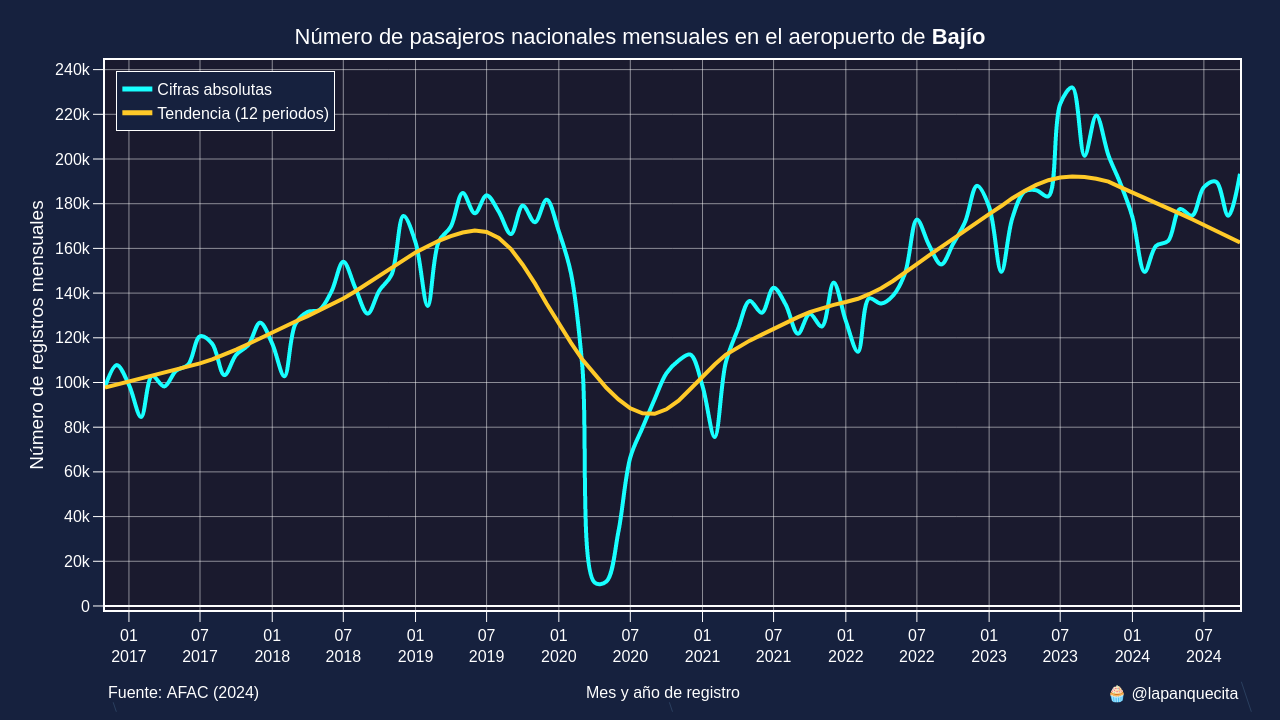 Número de pasajeros nacionales mensuales en el aeropuerto de Bajío
Cifras absolutas
Tendencia (12 periodos)
Número de registros mensuales
240k
220k
200k
180k
160k
140k
120k
100k
80k
60k
40k
20k
0
01 07 01 07 01 07 01 07 01 07 01 07 01 07 01 07
2017 2017 2018 2018 2019 2019 2020 2020 2021 2021 2022 2022 2023 2023 2024 2024
Fuente: AFAC (2024) Mes y año de registro 🧁 @lapanquecita